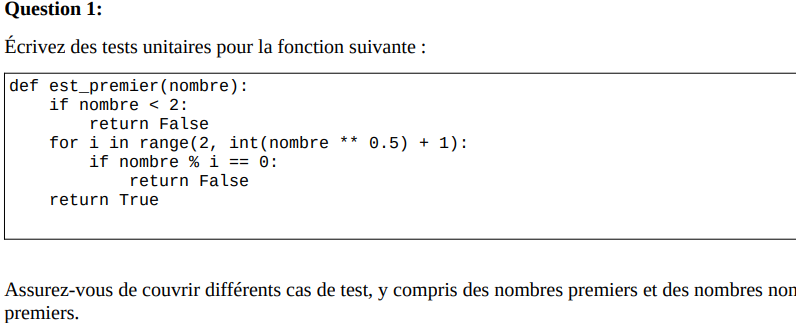 Question 1:
Écrivez des tests unitaires pour la fonction suivante :
def est_premier(nombre):
    if nombre < 2:
        return False
    for i in range(2, int(nombre ** 0.5) + 1):
        if nombre % i == 0:
            return False
    return True
Assurez-vous de couvrir différents cas de test, y compris des nombres premiers et des nombres non
premiers.